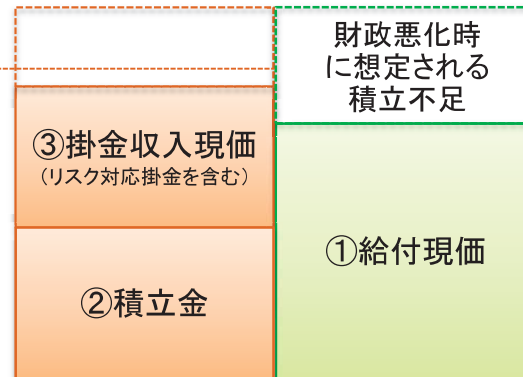 財政悪化時
に想定される
積立不足
③掛金収入現価
（リスク対応掛金を含む）
①給付現価
②積立金